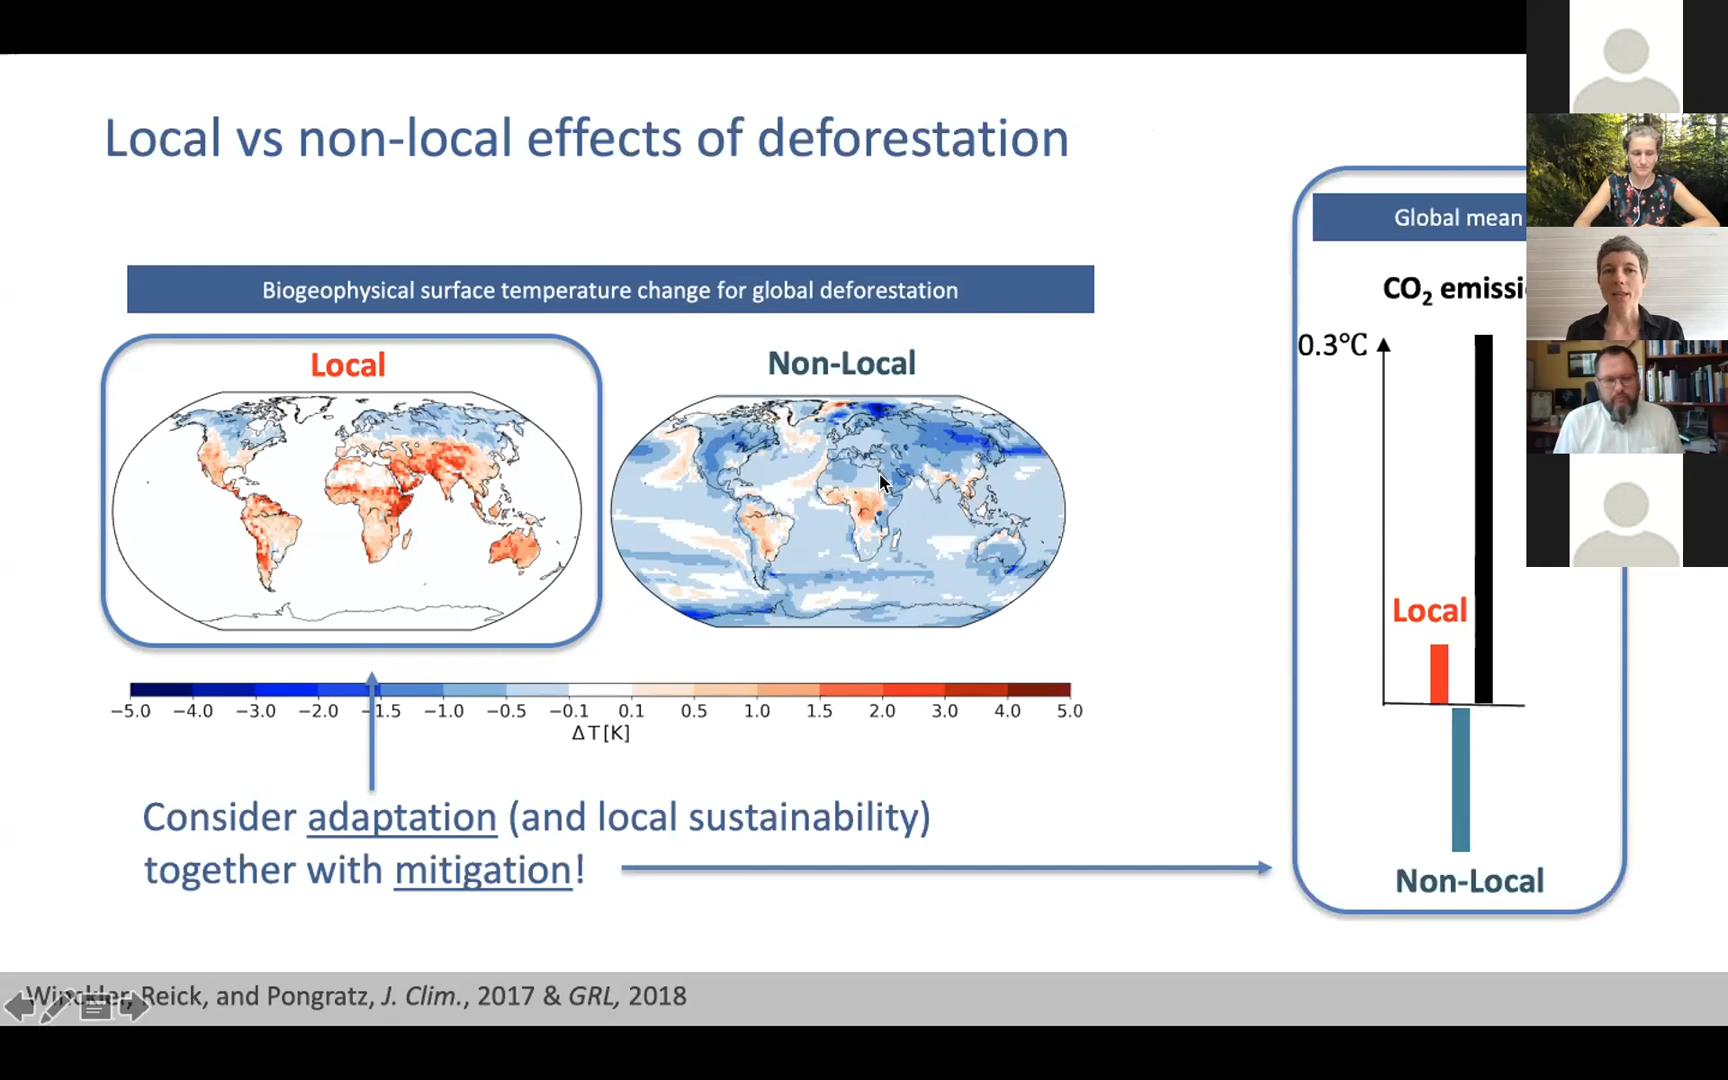 Local vs non-local effects of deforestation
Biogeophysical surface temperature change for global deforestation
Local
Non-Local
−5.0 −4.0 −3.0 −2.0 −1.5 −1.0 −0.5 −0.1 0.1 0.5 1.0 1.5 2.0 3.0 4.0 5.0
ΔT[K]
Consider adaptation (and local sustainability)
together with mitigation!
Global mean
CO₂ emissi
0.3℃
Local
Non-Local
Winckler, Reick, and Pongratz, J. Clim., 2017 & GRL, 2018